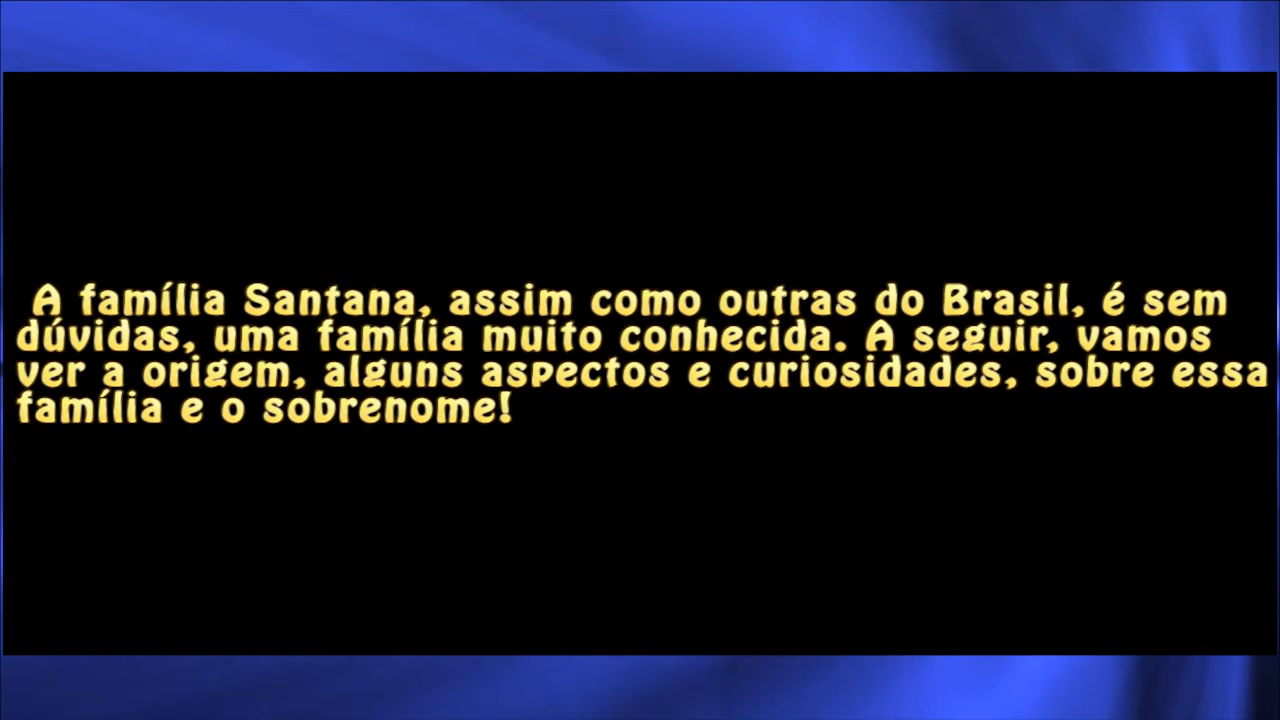 A família Santana, assim como outras do Brasil, é sem
dúvidas, uma família muito conhecida. A seguir, vamos
ver a origem, alguns aspectos e curiosidades, sobre essa
família e o sobrenome!